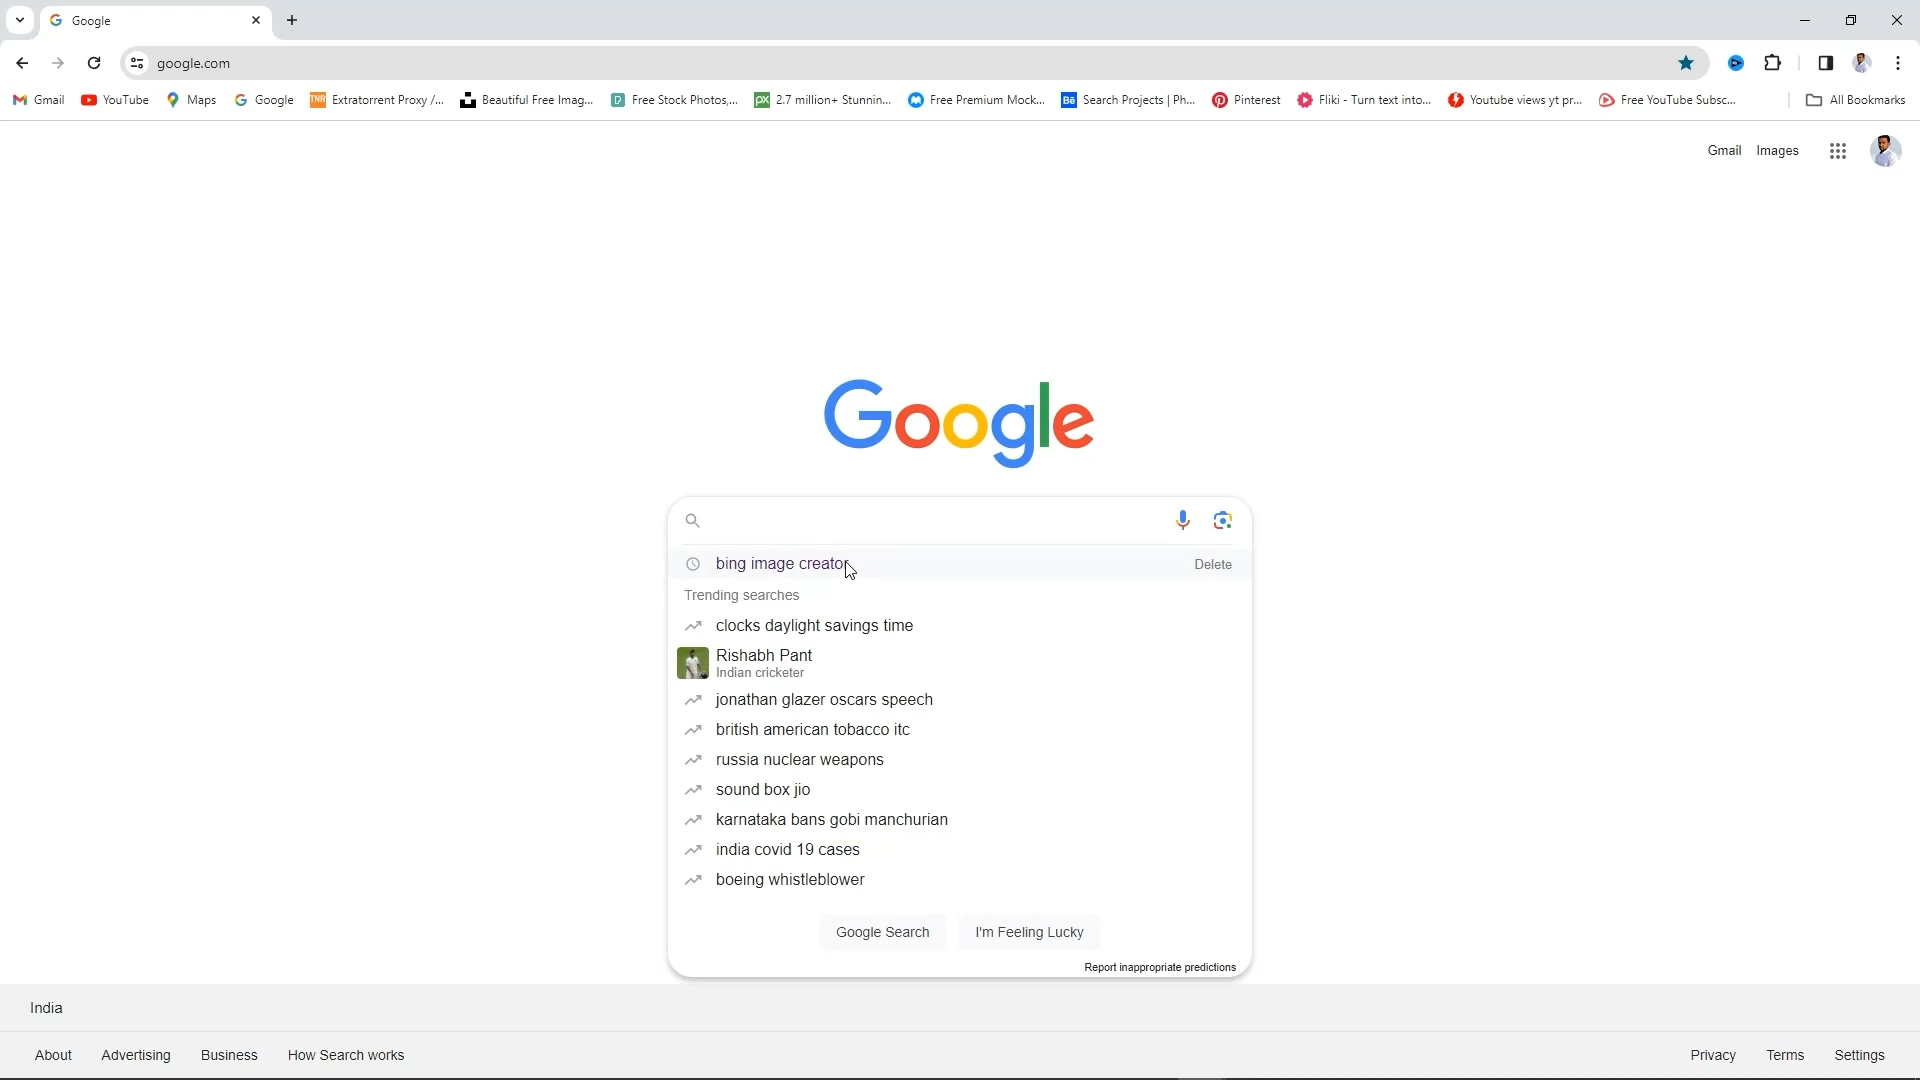 Google
google.com
Gmail YouTube Maps Google Extratorrent Proxy /... Beautiful Free Imag... Free Stock Photos,... 2.7 million+ Stunnin... Free Premium Mock... Search Projects | Ph... Pinterest Fliki - Turn text into... Youtube views yt pr... Free YouTube Subsc... All Bookmarks
Gmail Images
Google
bing image creator Delete
Trending searches
clocks daylight savings time
Rishabh Pant
Indian cricketer
jonathan glazer oscars speech
british american tobacco itc
russia nuclear weapons
sound box jio
karnataka bans gobi manchurian
india covid 19 cases
boeing whistleblower
Google Search I'm Feeling Lucky
Report inappropriate predictions
India
About Advertising Business How Search works Privacy Terms Settings